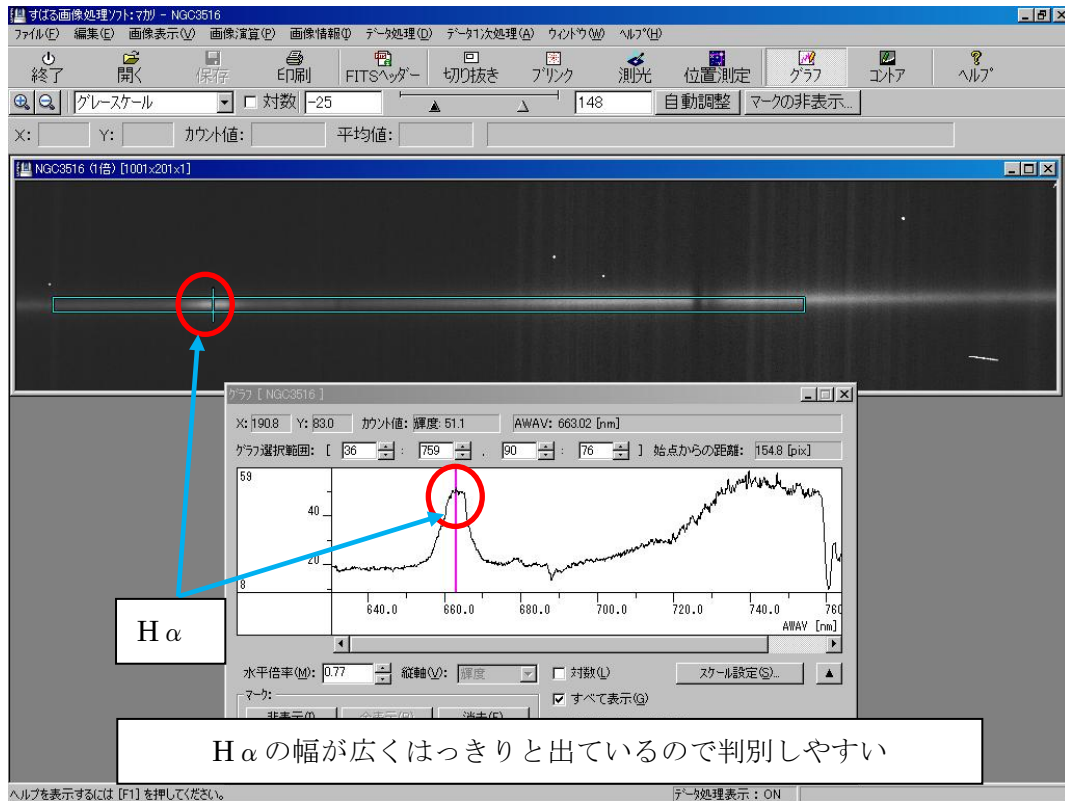 すばる画像処理ソフト:マカリ - NGC3516
ファイル(F) 編集(E) 画像表示(V) 画像演算(P) 画像情報(I) データ処理(D) データ1次処理(A) ウィンドウ(W) ヘルプ(H)
終了 開く 保存 印刷 FITSヘッダー 切り抜き ブリンク 測光 位置測定 グラフ コントア ヘルプ
グレースケール 対数 -25 148 自動調整 マークの非表示...
X: Y: カウント値: 平均値:
NGC3516 (1倍) [1001x201x1]
グラフ [ NGC3516 ]
X: 190.8 Y: 83.0 カウント値: 輝度: 51.1 AWAV: 663.02 [nm]
グラフ選択範囲: [ 36 : 759 . 90 : 76 ] 始点からの距離: 154.8 [pix]
59
40
20
8
640.0 660.0 680.0 700.0 720.0 740.0 760
AWAV [nm]
Hα
水平倍率(M): 0.77 縦軸(V): 輝度 対数(L) スケール設定(S)...
マーク: すべて表示(G)
Hαの幅が広くはっきりと出ているので判別しやすい
ヘルプを表示するには [F1] を押してください。 データ処理表示:ON